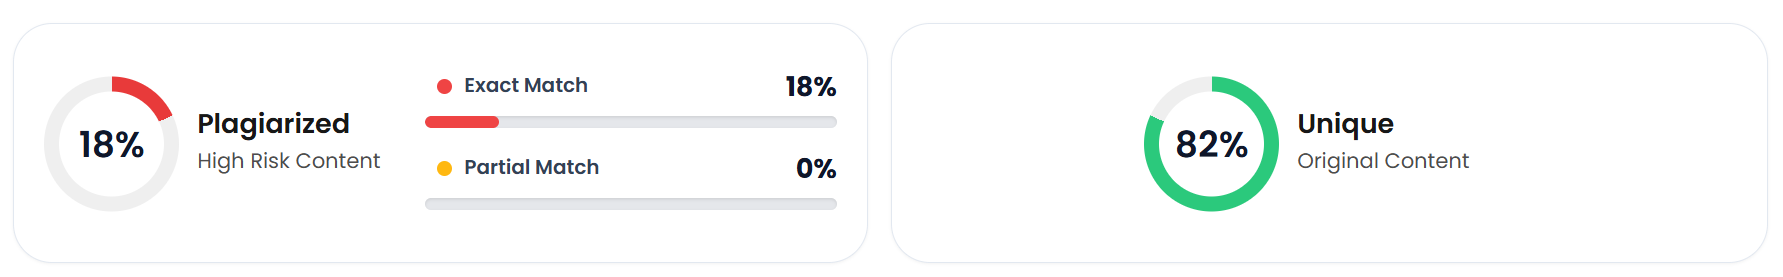 18%
Plagiarized
High Risk Content
Exact Match 18%
Partial Match 0%
82%
Unique
Original Content